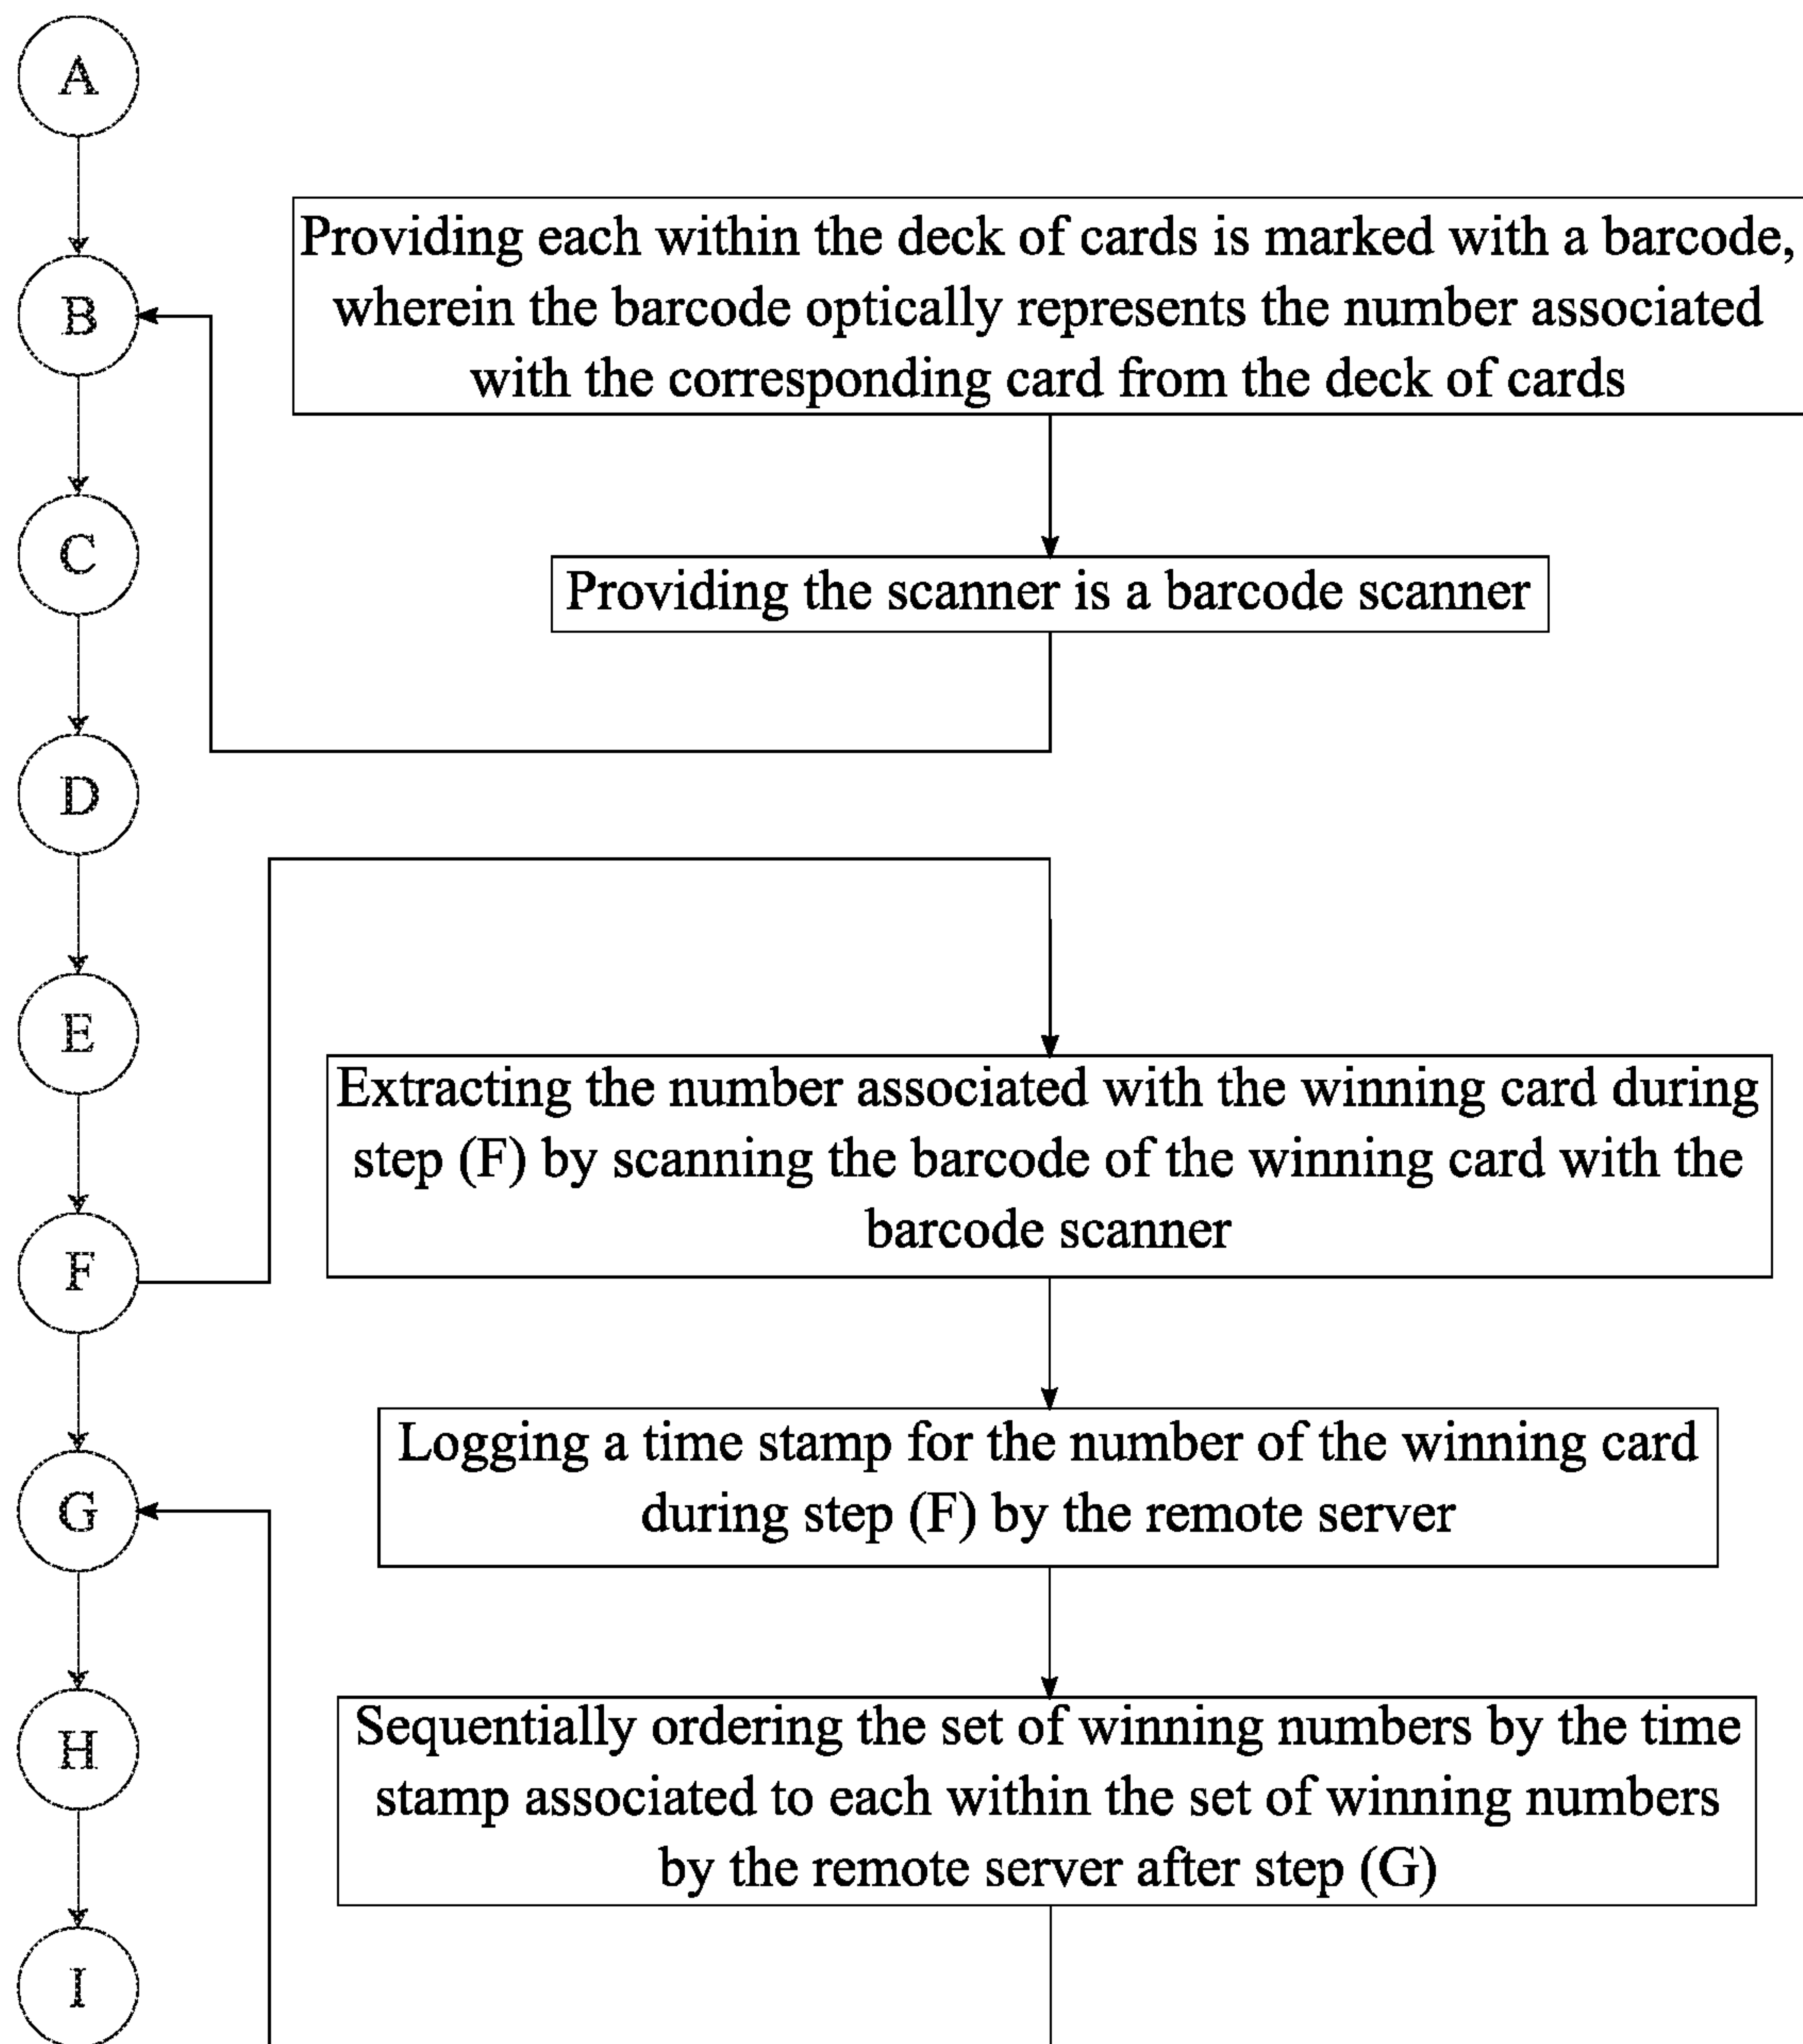 A
Providing each within the deck of cards is marked with a barcode,
wherein the barcode optically represents the number associated
with the corresponding card from the deck of cards
B
C
Providing the scanner is a barcode scanner
D
E
Extracting the number associated with the winning card during
step (F) by scanning the barcode of the winning card with the
barcode scanner
F
Logging a time stamp for the number of the winning card
during step (F) by the remote server
G
Sequentially ordering the set of winning numbers by the time
stamp associated to each within the set of winning numbers
by the remote server after step (G)
H
I